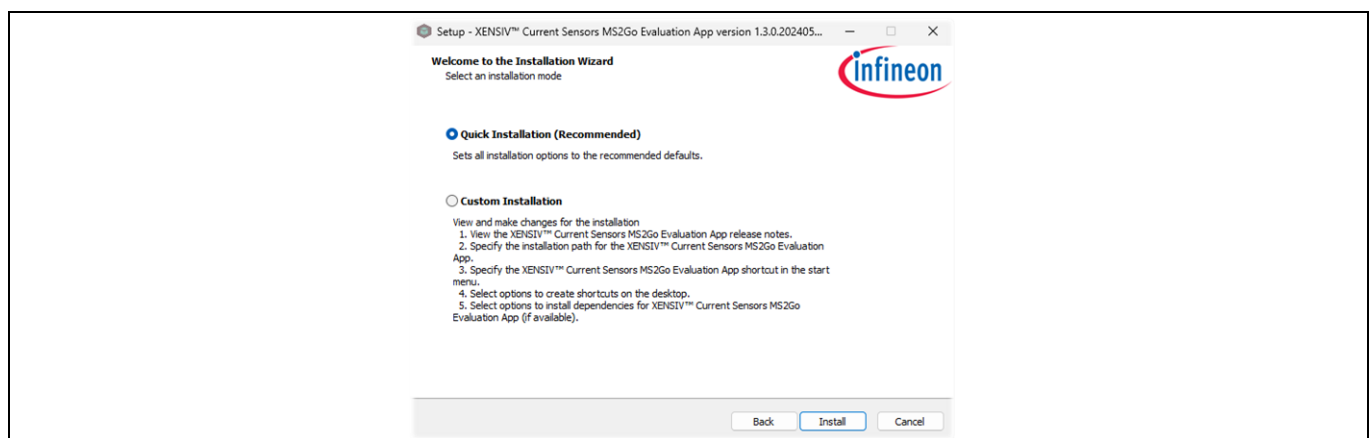 Setup - XENSIV™ Current Sensors MS2Go Evaluation App version 1.3.0.202405...
Welcome to the Installation Wizard
Select an installation mode
infineon
Quick Installation (Recommended)
Sets all installation options to the recommended defaults.
Custom Installation
View and make changes for the installation
1. View the XENSIV™ Current Sensors MS2Go Evaluation App release notes.
2. Specify the installation path for the XENSIV™ Current Sensors MS2Go Evaluation
App.
3. Specify the XENSIV™ Current Sensors MS2Go Evaluation App shortcut in the start
menu.
4. Select options to create shortcuts on the desktop.
5. Select options to install dependencies for XENSIV™ Current Sensors MS2Go
Evaluation App (if available).
Back Install Cancel